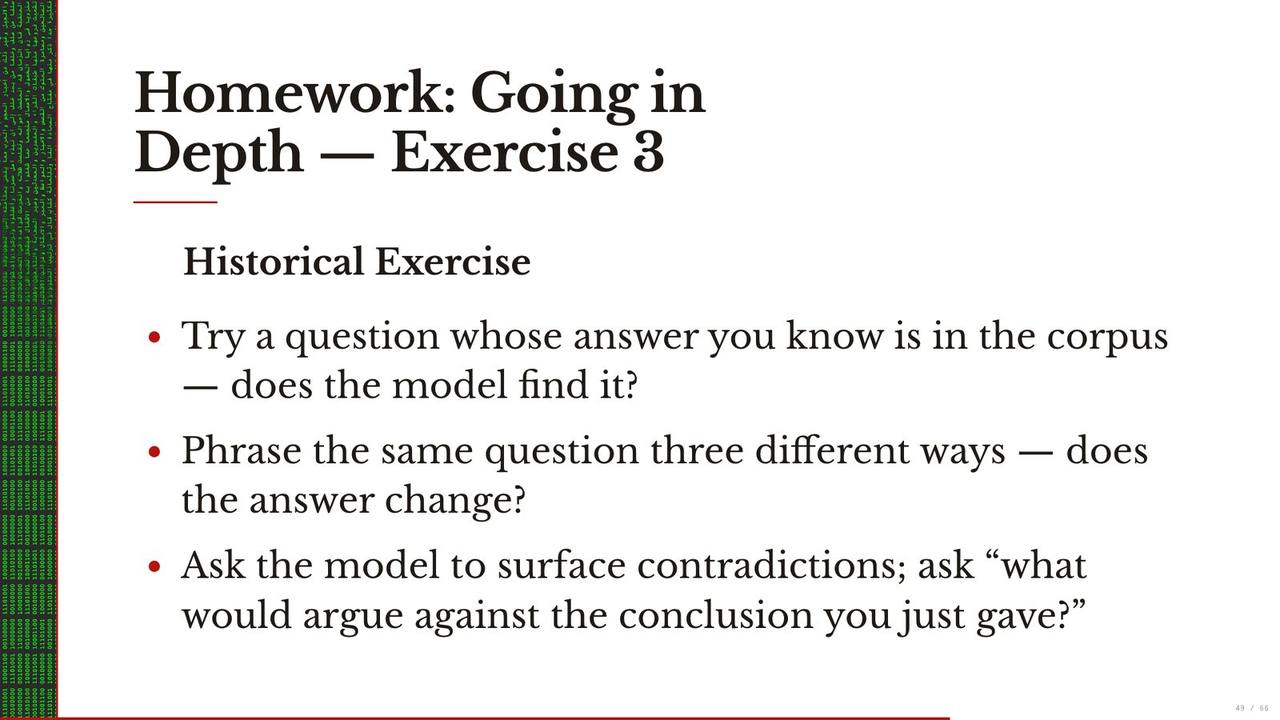 Homework: Going in
Depth — Exercise 3
Historical Exercise
• Try a question whose answer you know is in the corpus
— does the model find it?
• Phrase the same question three different ways — does
the answer change?
• Ask the model to surface contradictions; ask “what
would argue against the conclusion you just gave?”
49 / 66